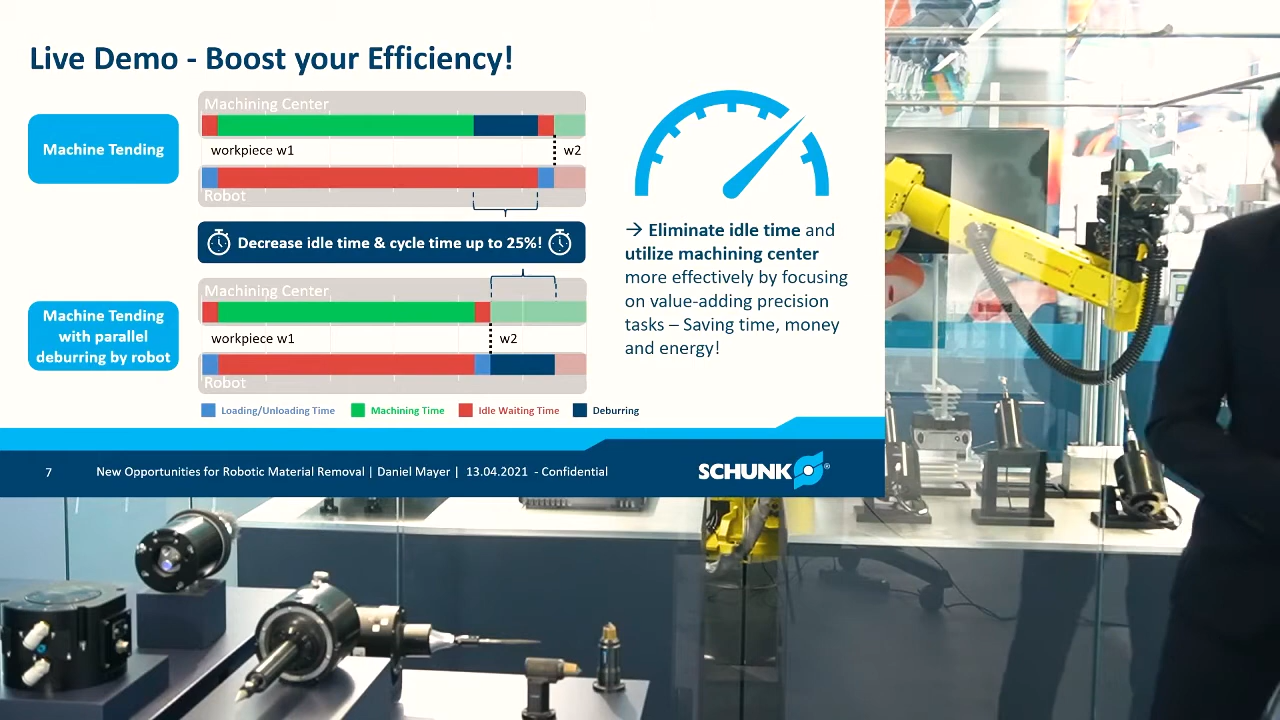 Live Demo - Boost your Efficiency!
Machine Tending
Machining Center
workpiece w1
w2
Robot
Decrease idle time & cycle time up to 25%!
Machine Tending
with parallel
deburring by robot
Machining Center
workpiece w1
w2
Robot
Loading/Unloading Time
Machining Time
Idle Waiting Time
Deburring
→ Eliminate idle time and
utilize machining center
more effectively by focusing
on value-adding precision
tasks – Saving time, money
and energy!
7
New Opportunities for Robotic Material Removal | Daniel Mayer | 13.04.2021 - Confidential
SCHUNK®